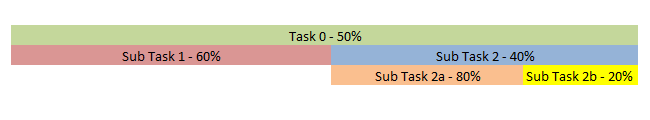 Task 0 - 50%
Sub Task 1 - 60% Sub Task 2 - 40%
Sub Task 2a - 80% Sub Task 2b - 20%